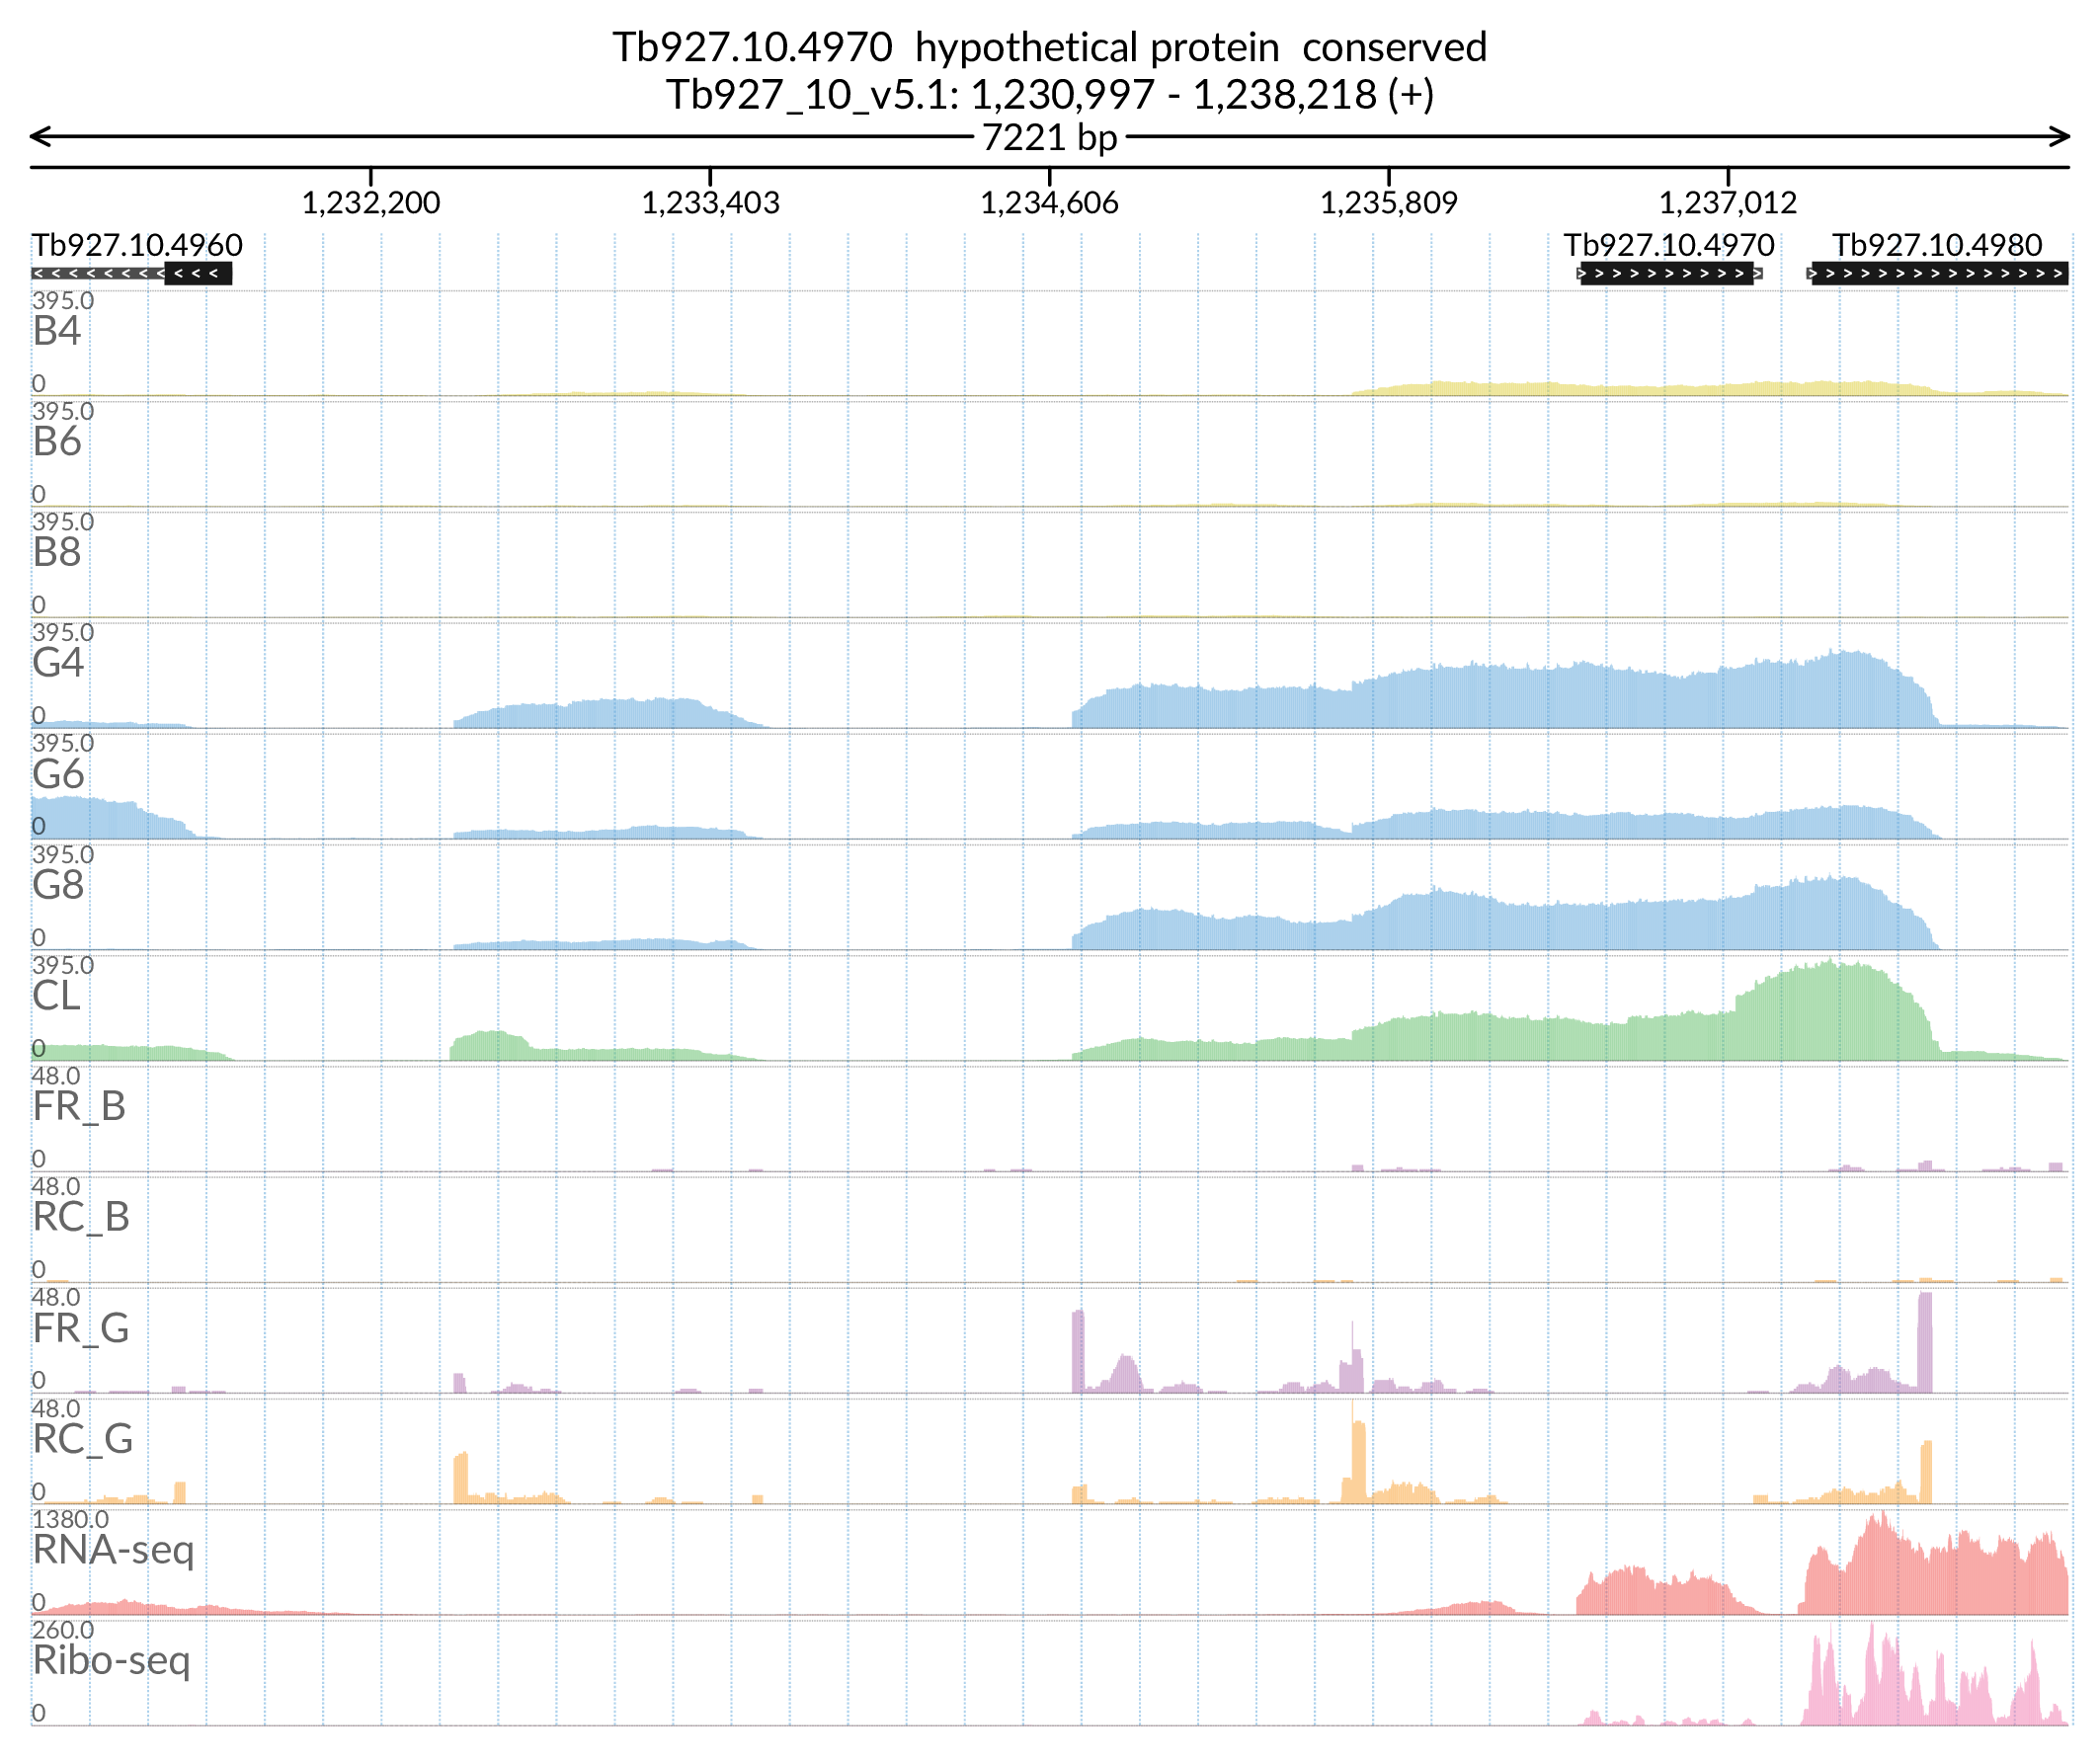 Tb927.10.4970 hypothetical protein conserved
Tb927_10_v5.1: 1,230,997 - 1,238,218 (+)
7221 bp
1,232,200 1,233,403 1,234,606 1,235,809 1,237,012
Tb927.10.4960 Tb927.10.4970 Tb927.10.4980
395.0
B4
0
395.0
B6
0
395.0
B8
0
395.0
G4
0
395.0
G6
0
395.0
G8
0
395.0
CL
0
48.0
FR_B
0
48.0
RC_B
0
48.0
FR_G
0
48.0
RC_G
0
1380.0
RNA-seq
0
260.0
Ribo-seq
0